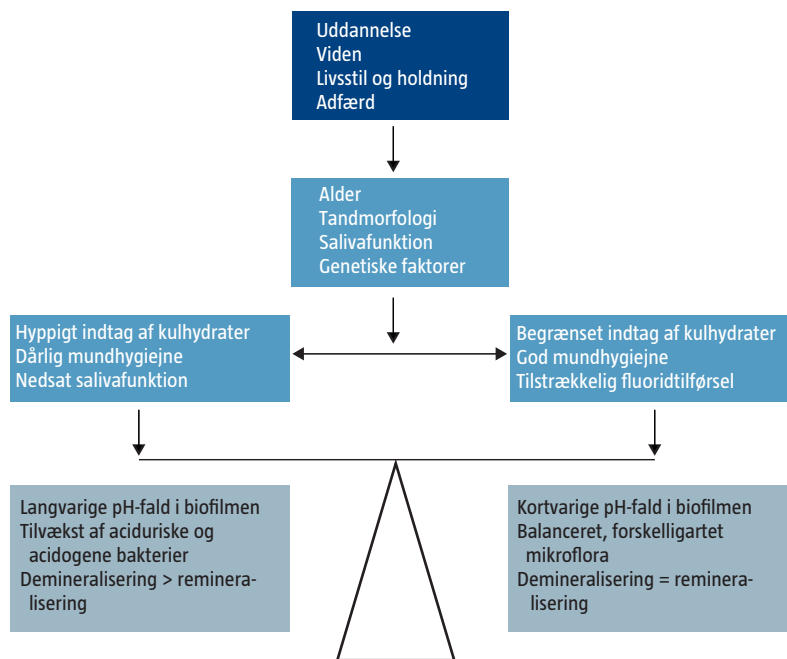 Uddannelse
Viden
Livsstil og holdning
Adfærd
Alder
Tandmorfologi
Salivafunktion
Genetiske faktorer
Hyppigt indtag af kulhydrater
Dårlig mundhygiejne
Nedsat salivafunktion
Begrænset indtag af kulhydrater
God mundhygiejne
Tilstrækkelig fluoridtilførsel
Langvarige pH-fald i biofilmen
Tilvækst af aciduriske og
acidogene bakterier
Demineralisering > reminera-
lisering
Kortvarige pH-fald i biofilmen
Balanceret, forskelligartet
mikroflora
Demineralisering = reminera-
lisering